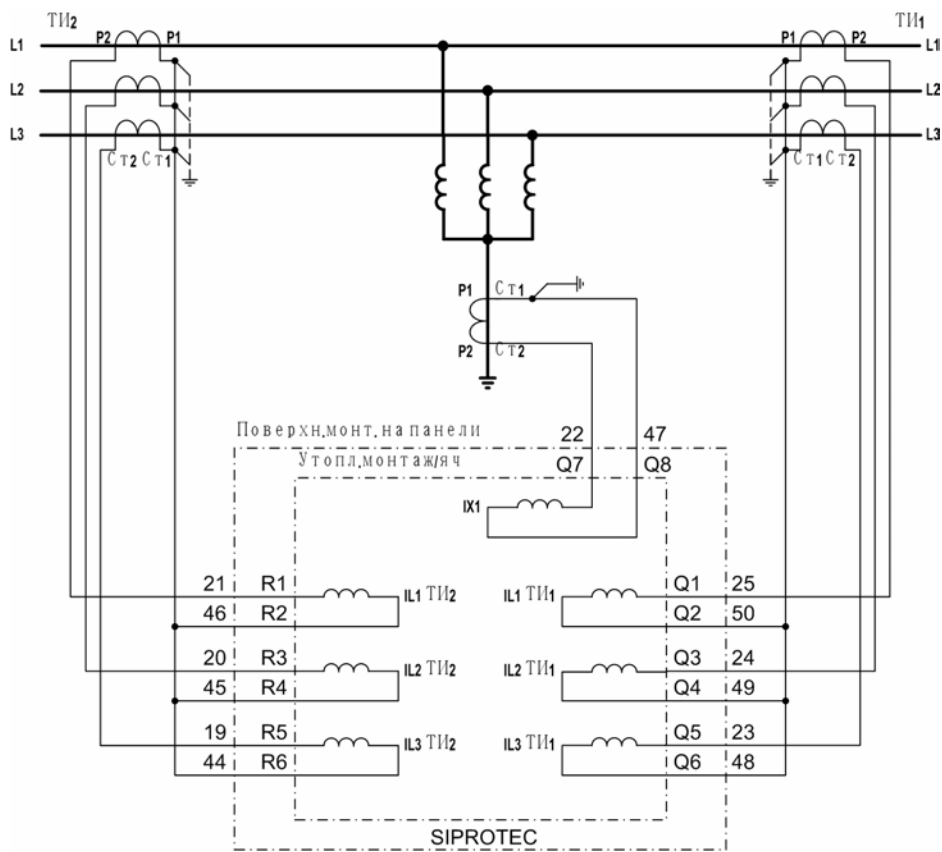 ТИ2 ТИ1
P2 P1 P1 P2
L1 L1
L2 L2
L3 L3
Ст2 Ст1 Ст1 Ст2
P1 Ст1
P2 Ст2
Поверхн.монт.на панели 22 47
Утопл.монтаж/яч Q7 Q8
IX1
21 R1 IL1 ТИ2 IL1 ТИ1 Q1 25
46 R2 Q2 50
20 R3 IL2 ТИ2 IL2 ТИ1 Q3 24
45 R4 Q4 49
19 R5 IL3 ТИ2 IL3 ТИ1 Q5 23
44 R6 Q6 48
SIPROTEC